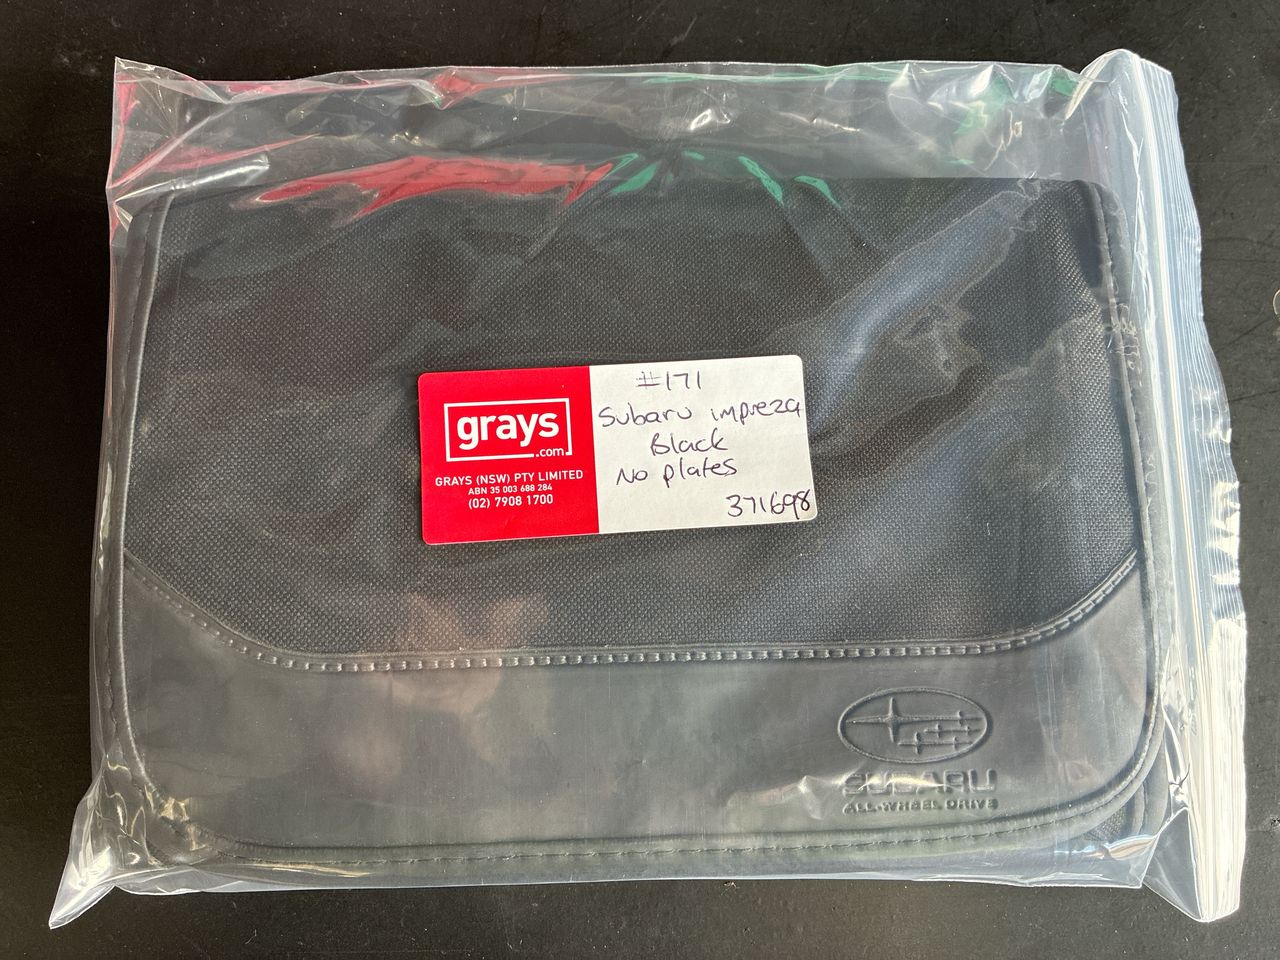 #171
Subaru impreza
Black
No plates
371698
grays
.com
GRAYS (NSW) PTY LIMITED
ABN 35 003 688 284
(02) 7908 1700
SUBARU
ALL-WHEEL DRIVE